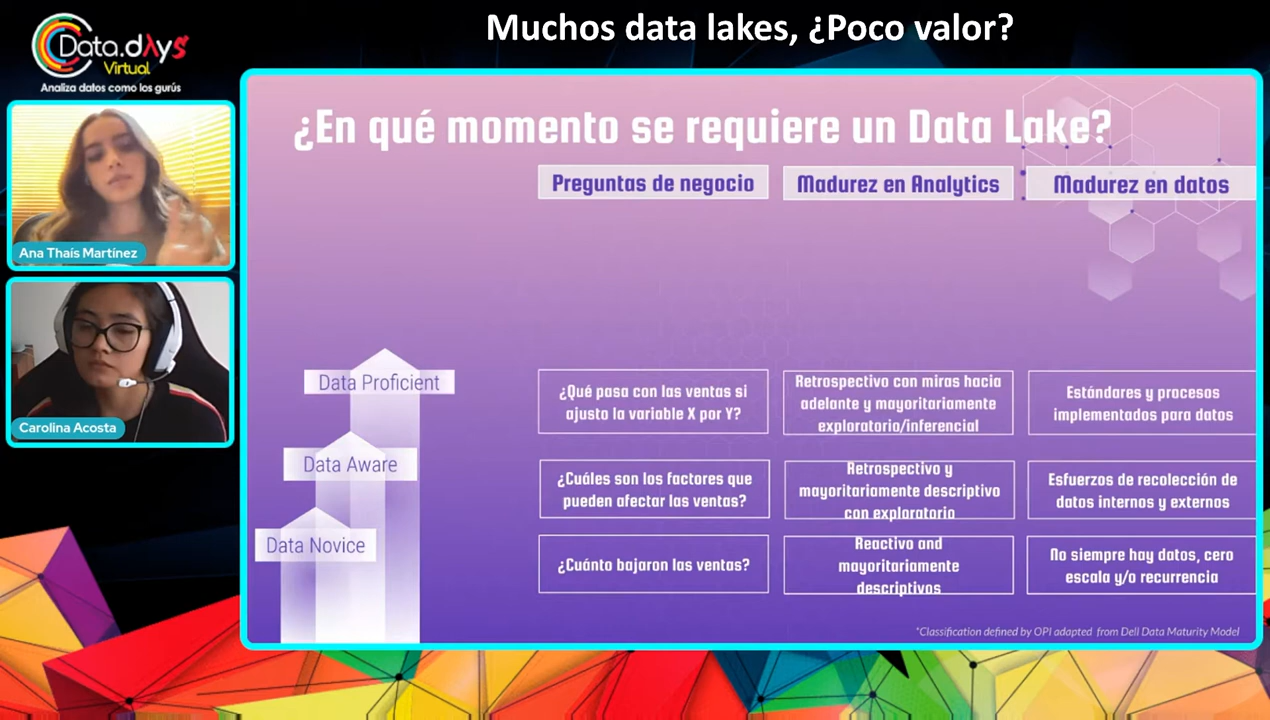 Muchos data lakes, ¿Poco valor?
Data.dAys
Virtual
Analiza datos como los gurús
Ana Thaís Martínez
Carolina Acosta
¿En qué momento se requiere un Data Lake?
Preguntas de negocio
Madurez en Analytics
Madurez en datos
Data Proficient
¿Qué pasa con las ventas si
ajusto la variable X por Y?
Retrospectivo con miras hacia
adelante y mayoritariamente
exploratorio/inferencial
Estándares y procesos
implementados para datos
Data Aware
¿Cuáles son los factores que
pueden afectar las ventas?
Retrospectivo y
mayoritariamente descriptivo
con exploratorio
Esfuerzos de recolección de
datos internos y externos
Data Novice
¿Cuánto bajaron las ventas?
Reactivo and
mayoritariamente
descriptivos
No siempre hay datos, cero
escala y/o recurrencia
*Classification defined by OPI adapted from Dell Data Maturity Model